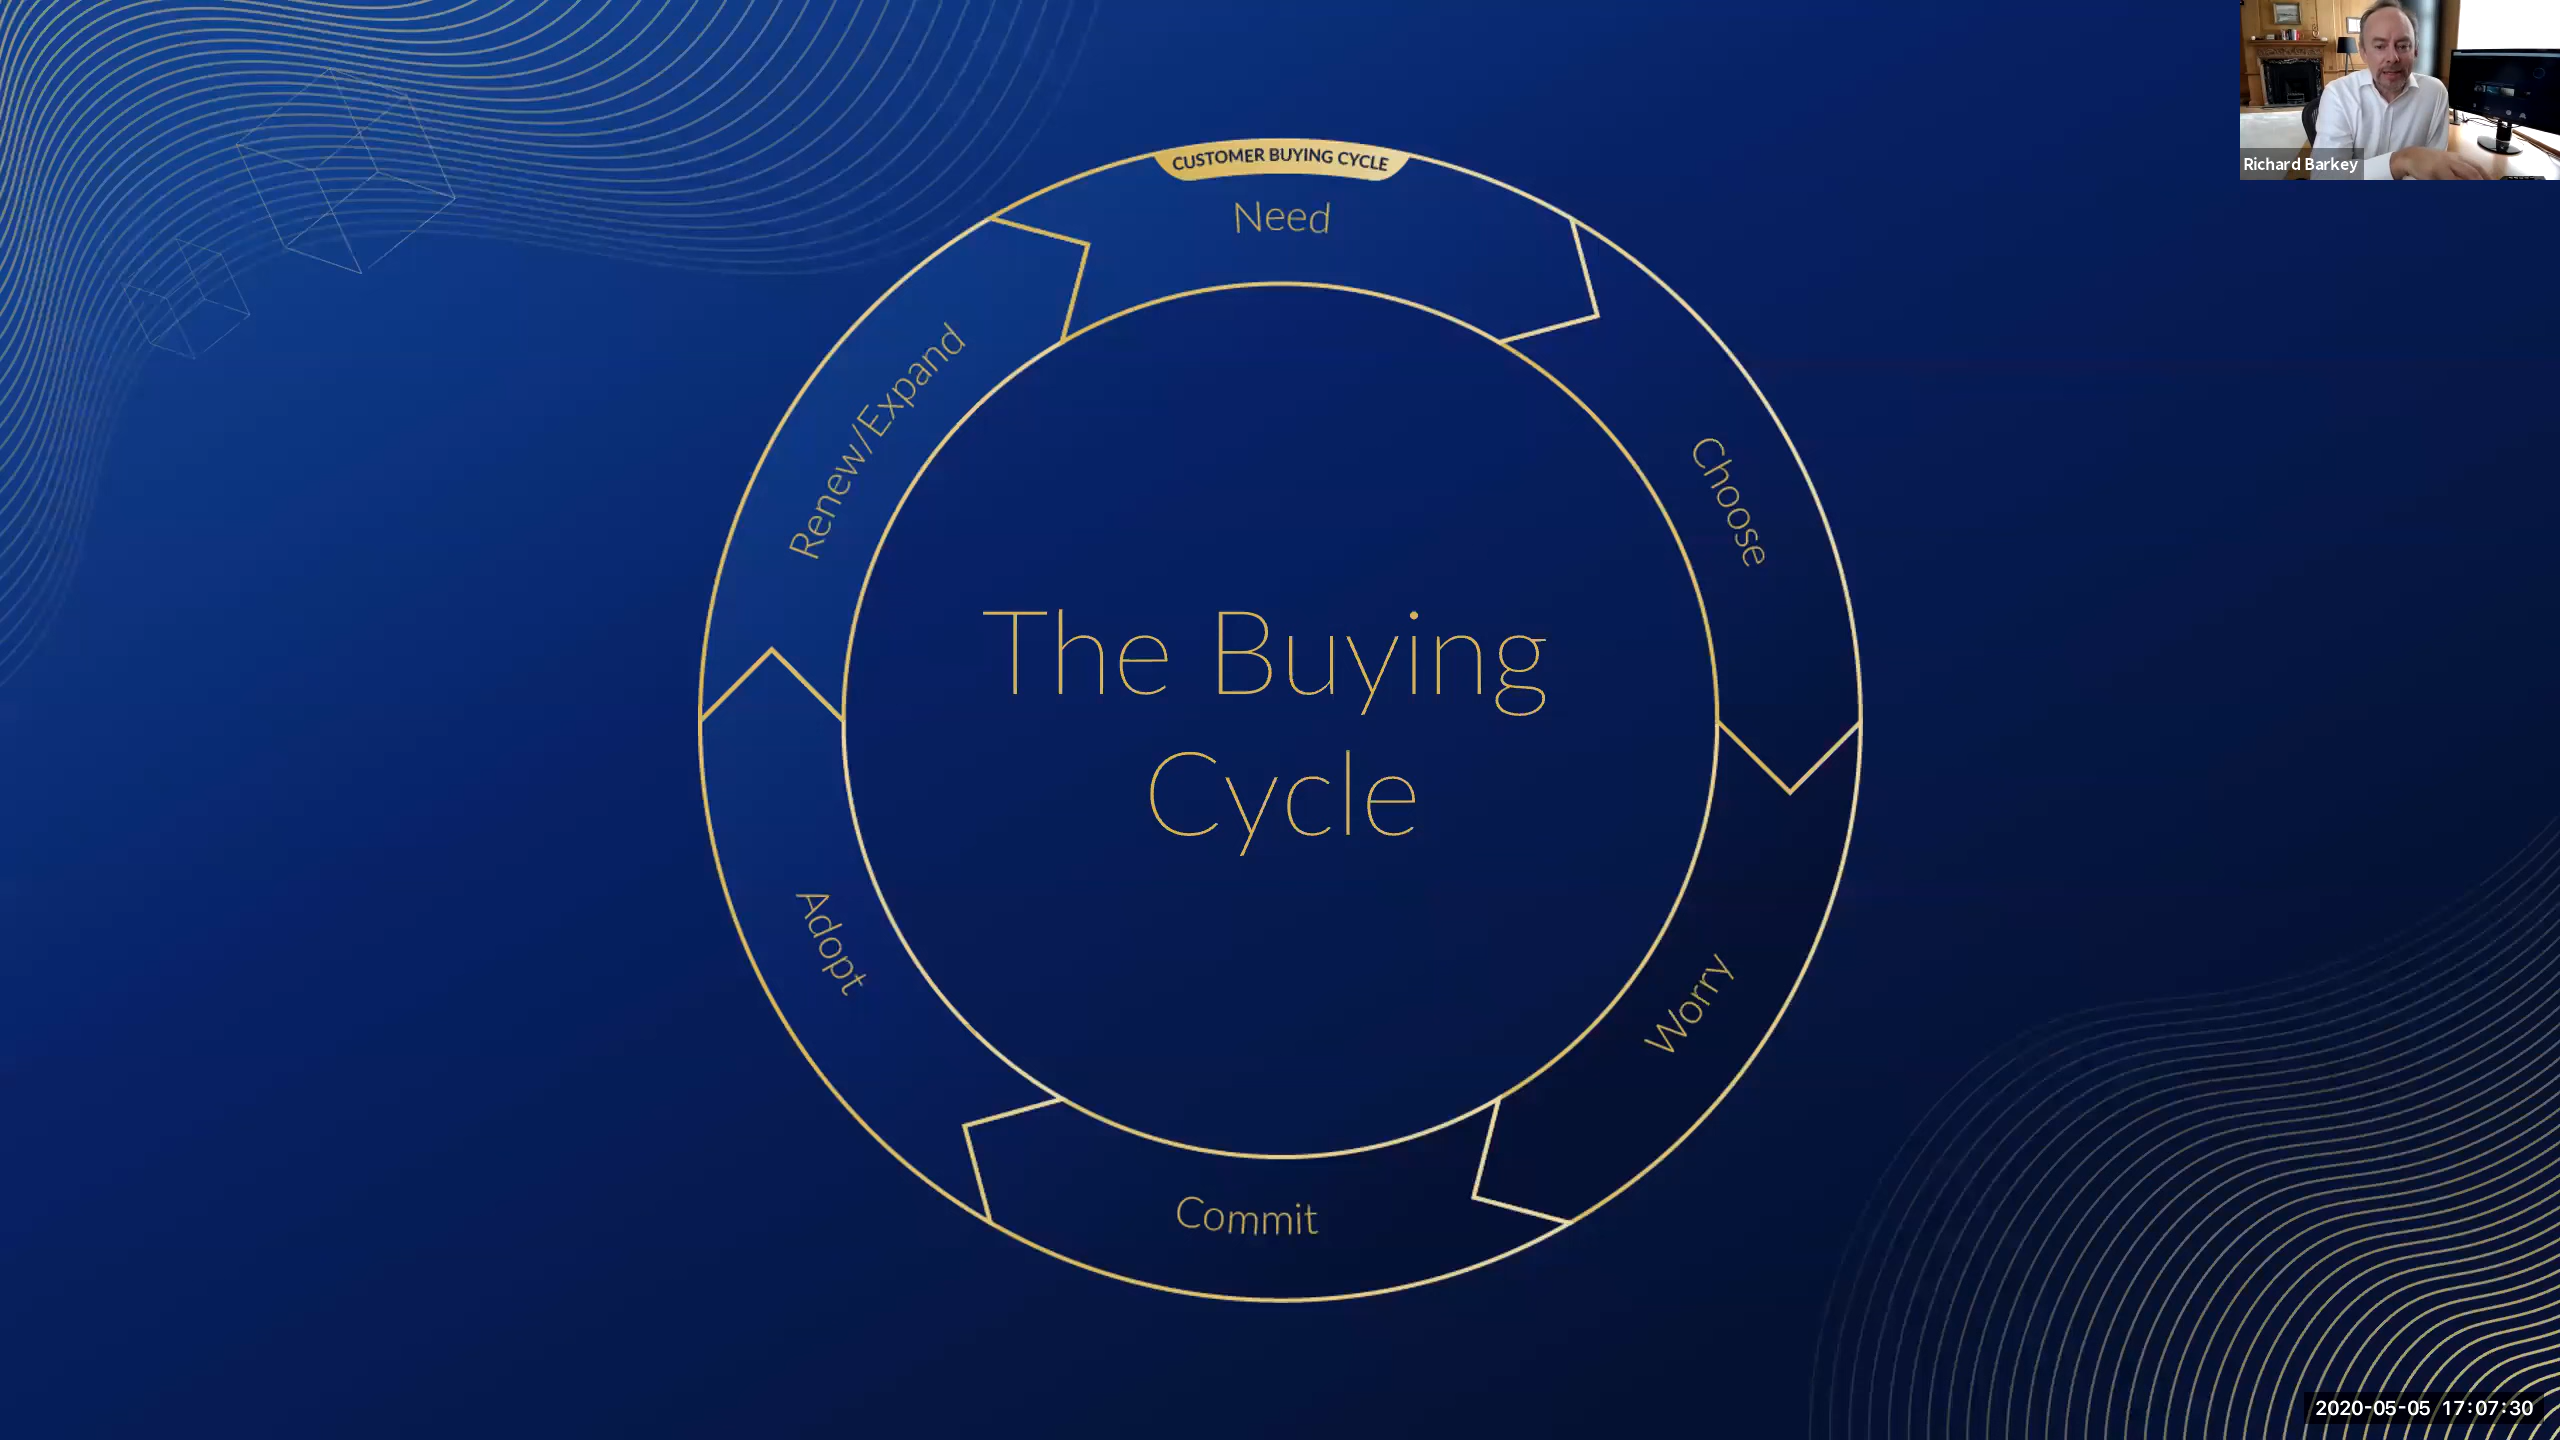 Richard Barkey
CUSTOMER BUYING CYCLE
Need
Choose
Worry
Commit
Adopt
Renew/Expand
The Buying
Cycle
2020-05-05 17:07:30